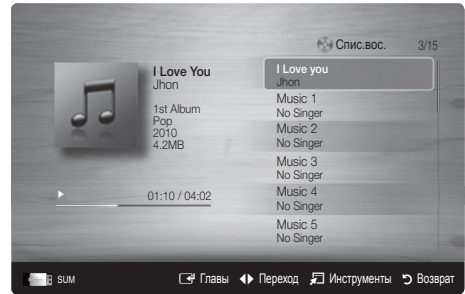 Спис.вос. 3/15
I Love You
Jhon
1st Album
Pop
2010
4.2MB
01:10 / 04:02
I Love you
Jhon
Music 1
No Singer
Music 2
No Singer
Music 3
No Singer
Music 4
No Singer
Music 5
No Singer
SUM Главы Переход Инструменты Возврат